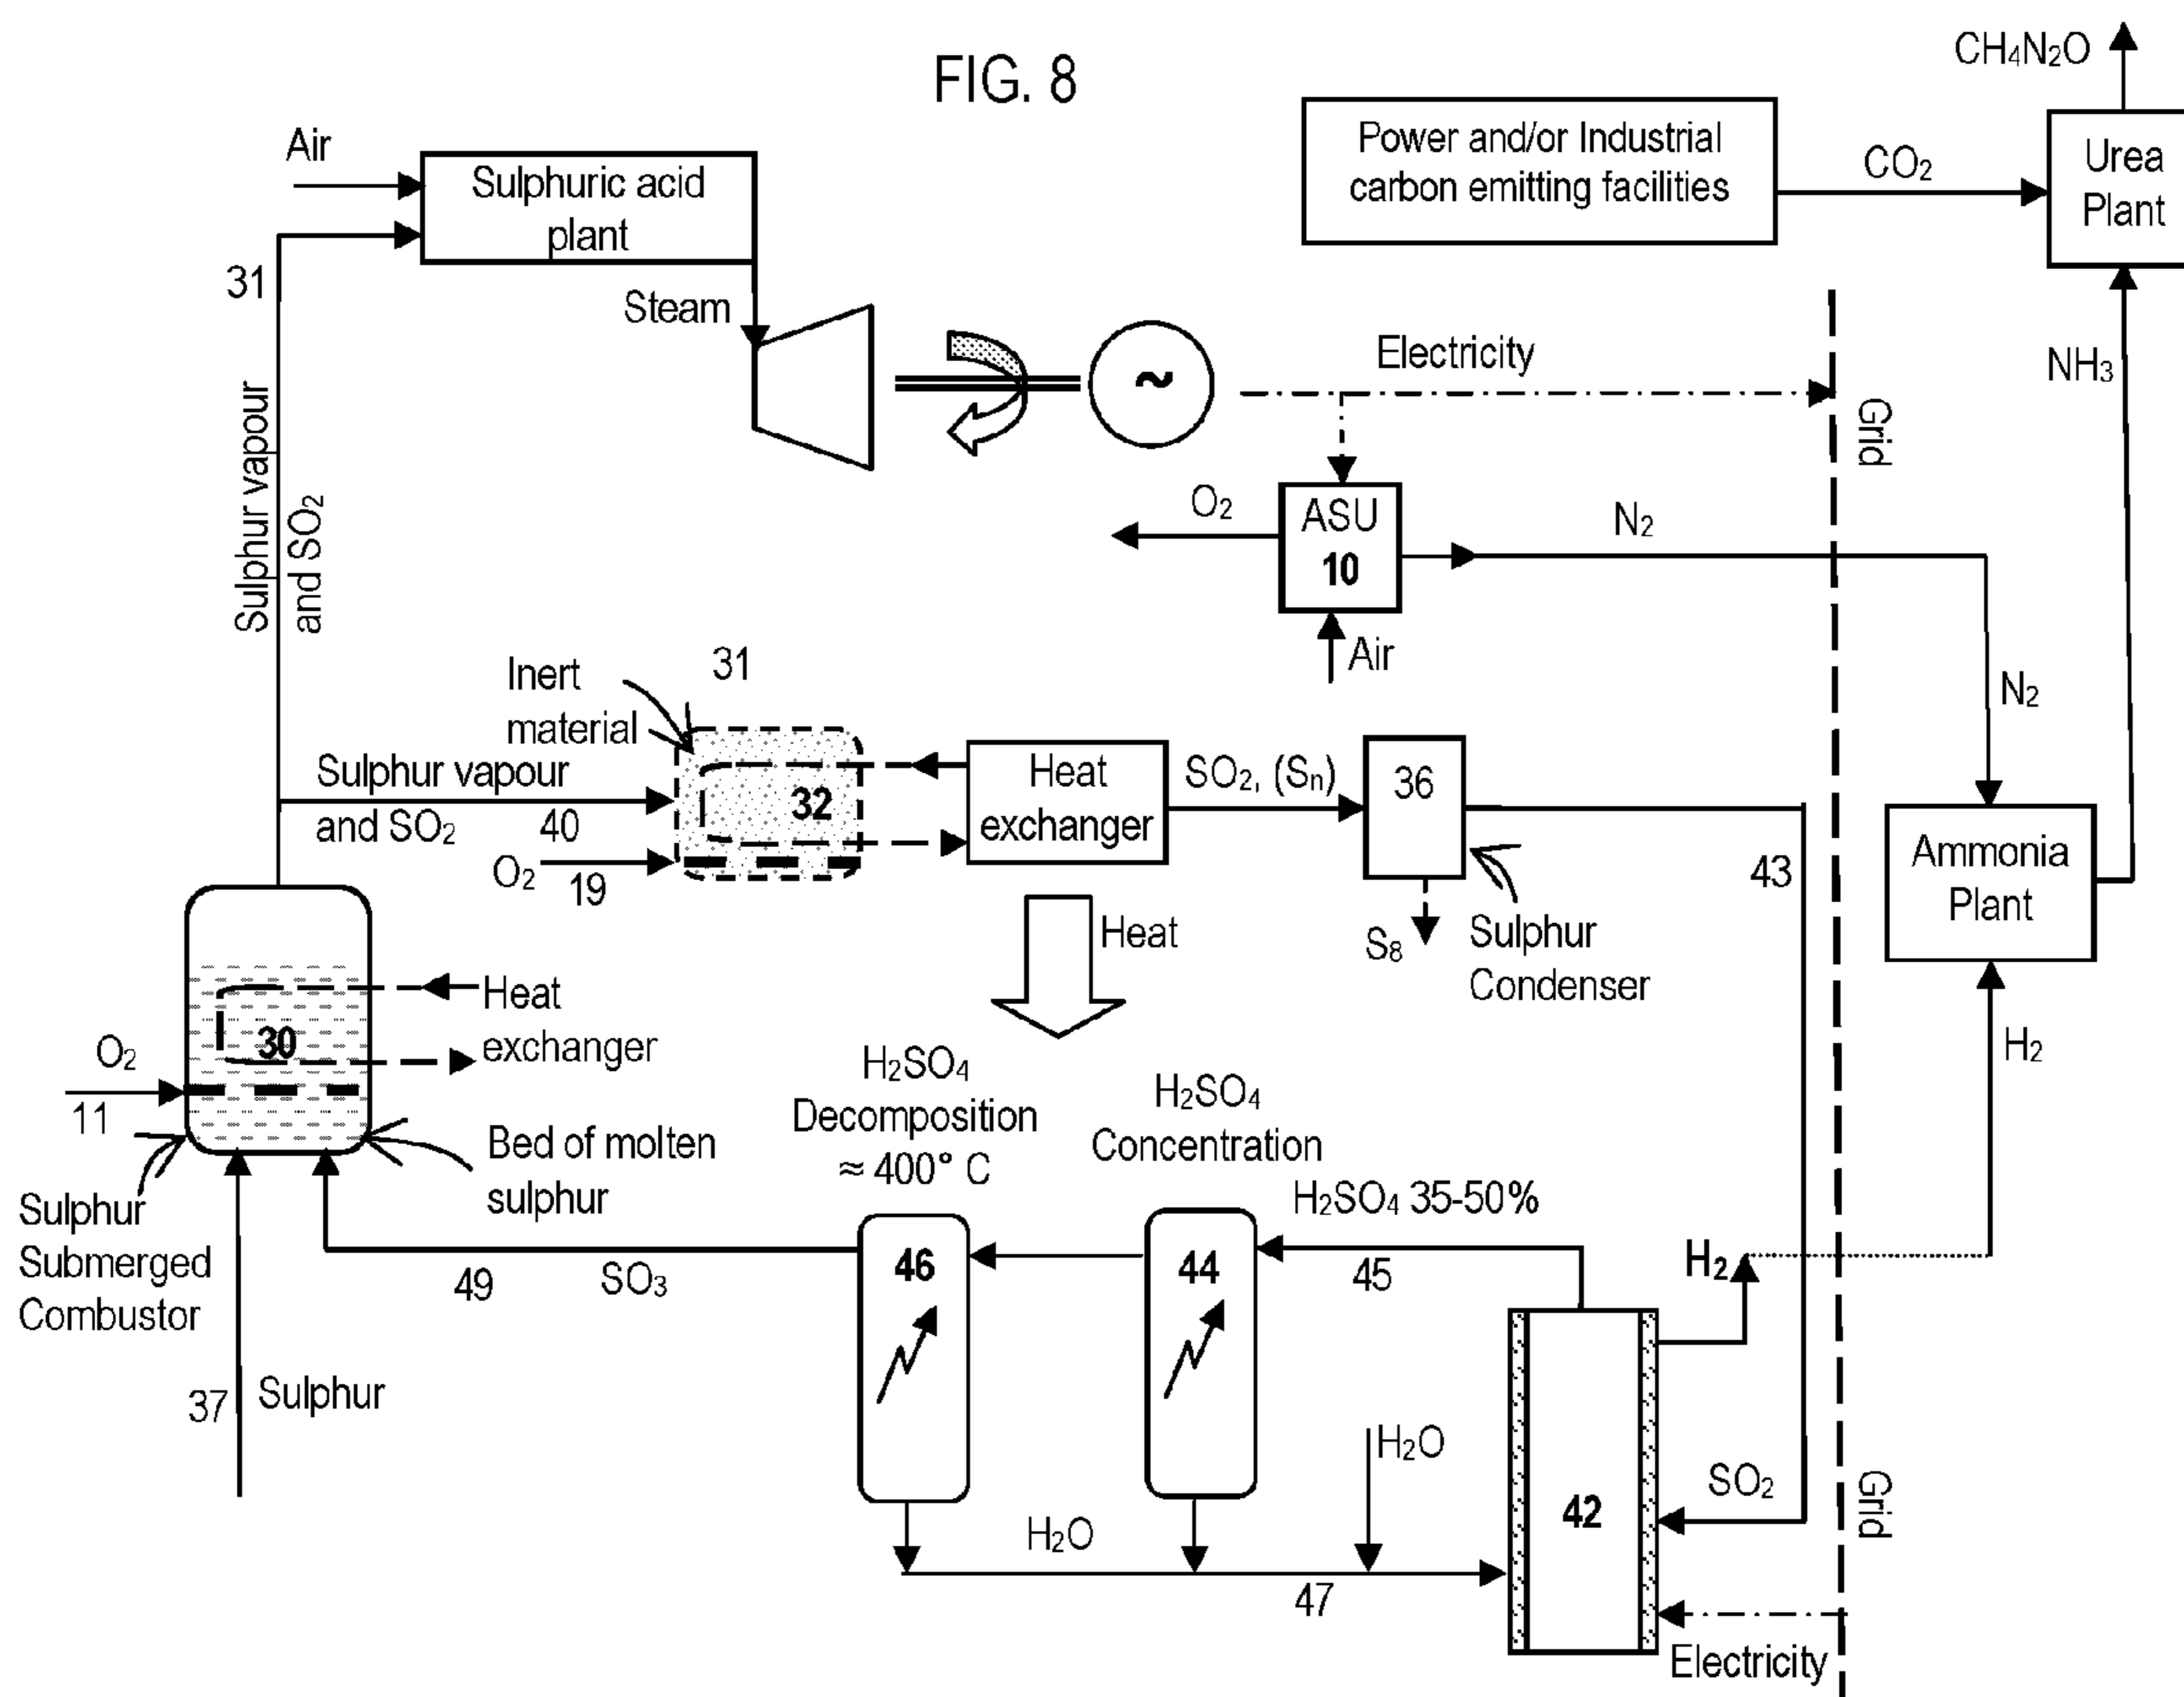 FIG. 8
CH₄N₂O
Air
Sulphuric acid
plant
Power and/or Industrial
carbon emitting facilities
CO₂
Urea
Plant
31
Steam
~
Electricity
Grid
NH₃
Sulphur vapour
and SO₂
O₂
ASU
10
N₂
Air
N₂
Inert
material
31
Sulphur vapour
and SO₂
40
32
O₂
19
Heat
exchanger
SO₂, (Sₙ)
36
43
S₈
Sulphur
Condenser
Ammonia
Plant
Heat
H₂
Heat
exchanger
30
O₂
11
Bed of molten
sulphur
Sulphur
Submerged
Combustor
H₂SO₄
Decomposition
≈ 400° C
H₂SO₄
Concentration
H₂SO₄ 35-50%
45
H₂
49
SO₃
46
44
37
Sulphur
H₂O
H₂O
47
42
SO₂
Grid
Electricity